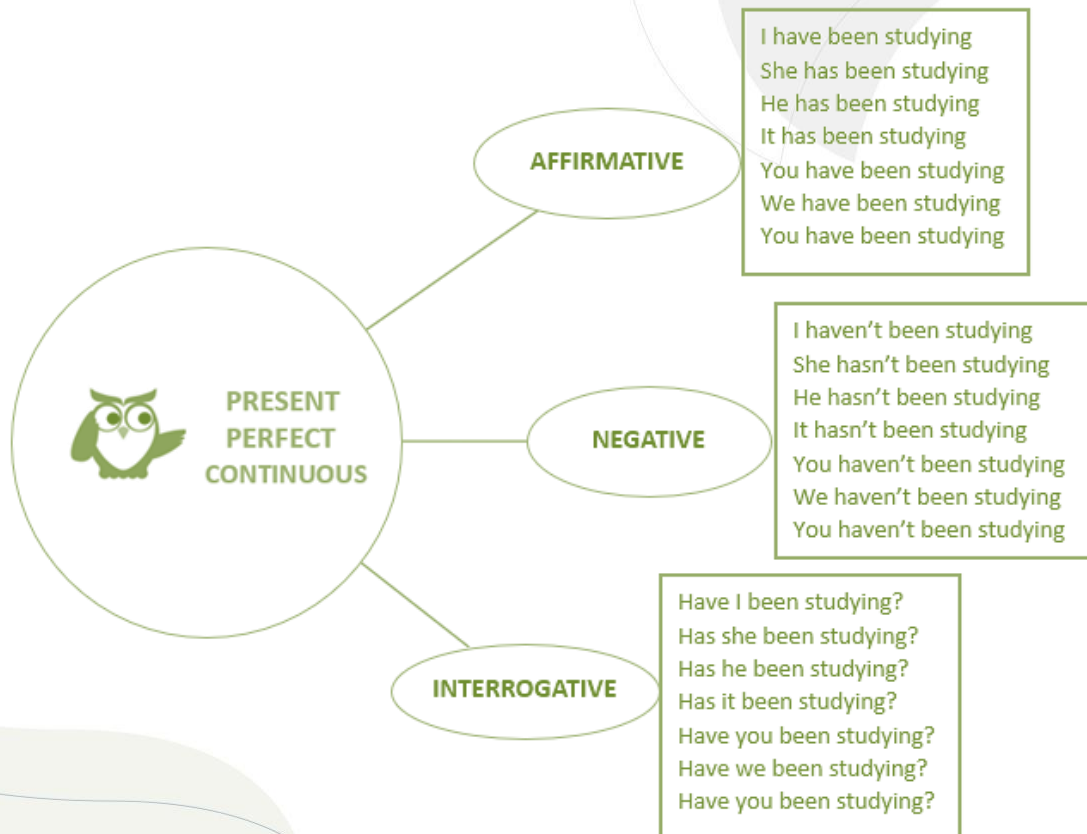 PRESENT
PERFECT
CONTINUOUS
AFFIRMATIVE
I have been studying
She has been studying
He has been studying
It has been studying
You have been studying
We have been studying
You have been studying
NEGATIVE
I haven’t been studying
She hasn’t been studying
He hasn’t been studying
It hasn’t been studying
You haven’t been studying
We haven’t been studying
You haven’t been studying
INTERROGATIVE
Have I been studying?
Has she been studying?
Has he been studying?
Has it been studying?
Have you been studying?
Have we been studying?
Have you been studying?